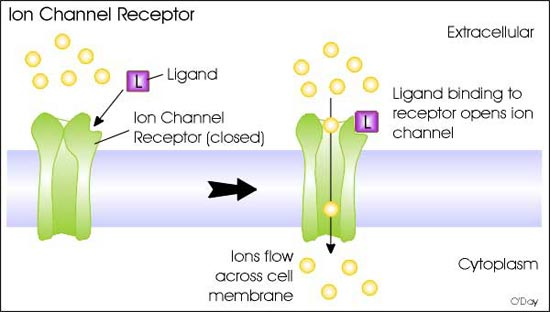 Ion Channel Receptor
Extracellular
L
Ligand
Ion Channel
Receptor (closed)
Ligand binding to
receptor opens ion
channel
L
Ions flow
across cell
membrane
Cytoplasm
O'Day